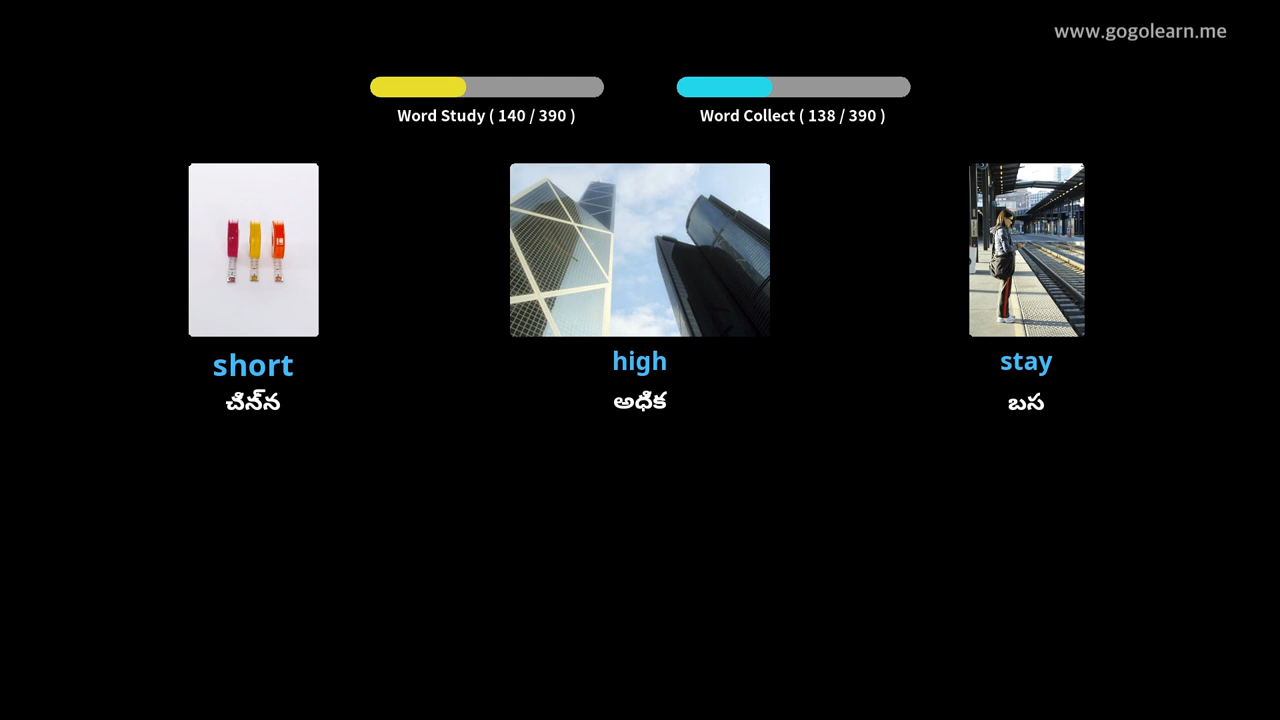 www.gogolearn.me
Word Study ( 140 / 390 )
Word Collect ( 138 / 390 )
short
high
stay
చిన్‌న
అధిక
బస